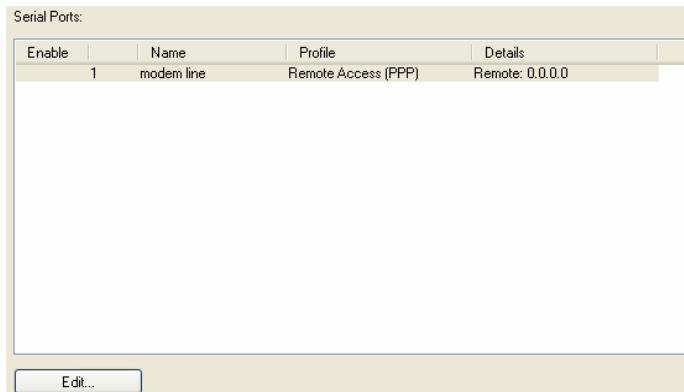 Serial Ports:
Enable Name Profile Details
1 modem line Remote Access (PPP) Remote: 0.0.0.0
Edit...